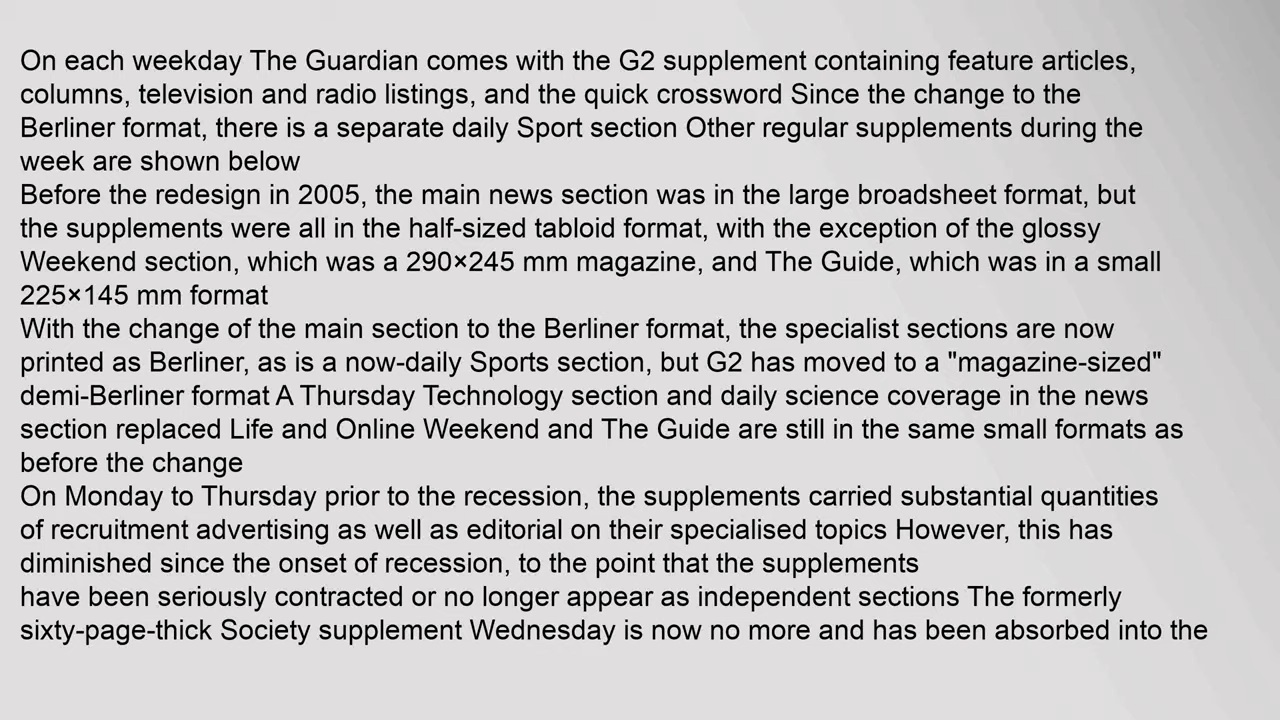 On each weekday The Guardian comes with the G2 supplement containing feature articles,
columns, television and radio listings, and the quick crossword Since the change to the
Berliner format, there is a separate daily Sport section Other regular supplements during the
week are shown below
Before the redesign in 2005, the main news section was in the large broadsheet format, but
the supplements were all in the half-sized tabloid format, with the exception of the glossy
Weekend section, which was a 290×245 mm magazine, and The Guide, which was in a small
225×145 mm format
With the change of the main section to the Berliner format, the specialist sections are now
printed as Berliner, as is a now-daily Sports section, but G2 has moved to a "magazine-sized"
demi-Berliner format A Thursday Technology section and daily science coverage in the news
section replaced Life and Online Weekend and The Guide are still in the same small formats as
before the change
On Monday to Thursday prior to the recession, the supplements carried substantial quantities
of recruitment advertising as well as editorial on their specialised topics However, this has
diminished since the onset of recession, to the point that the supplements
have been seriously contracted or no longer appear as independent sections The formerly
sixty-page-thick Society supplement Wednesday is now no more and has been absorbed into the